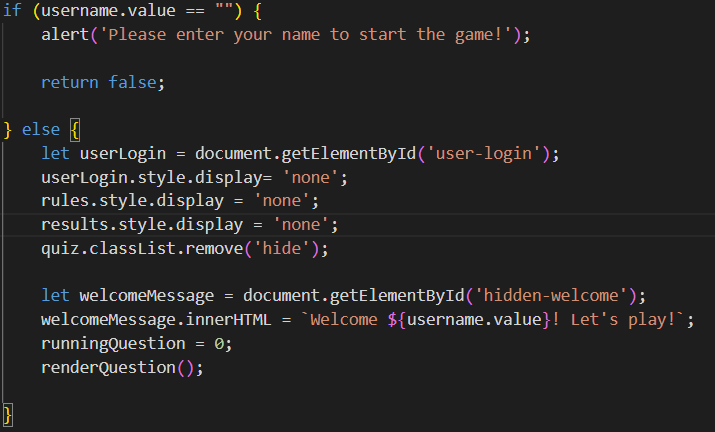 if (username.value == "") {
    alert('Please enter your name to start the game!');
    return false;
} else {
    let userLogin = document.getElementById('user-login');
    userLogin.style.display= 'none';
    rules.style.display = 'none';
    results.style.display = 'none';
    quiz.classList.remove('hide');
    let welcomeMessage = document.getElementById('hidden-welcome');
    welcomeMessage.innerHTML = `Welcome ${username.value}! Let's play!`;
    runningQuestion = 0;
    renderQuestion();
}